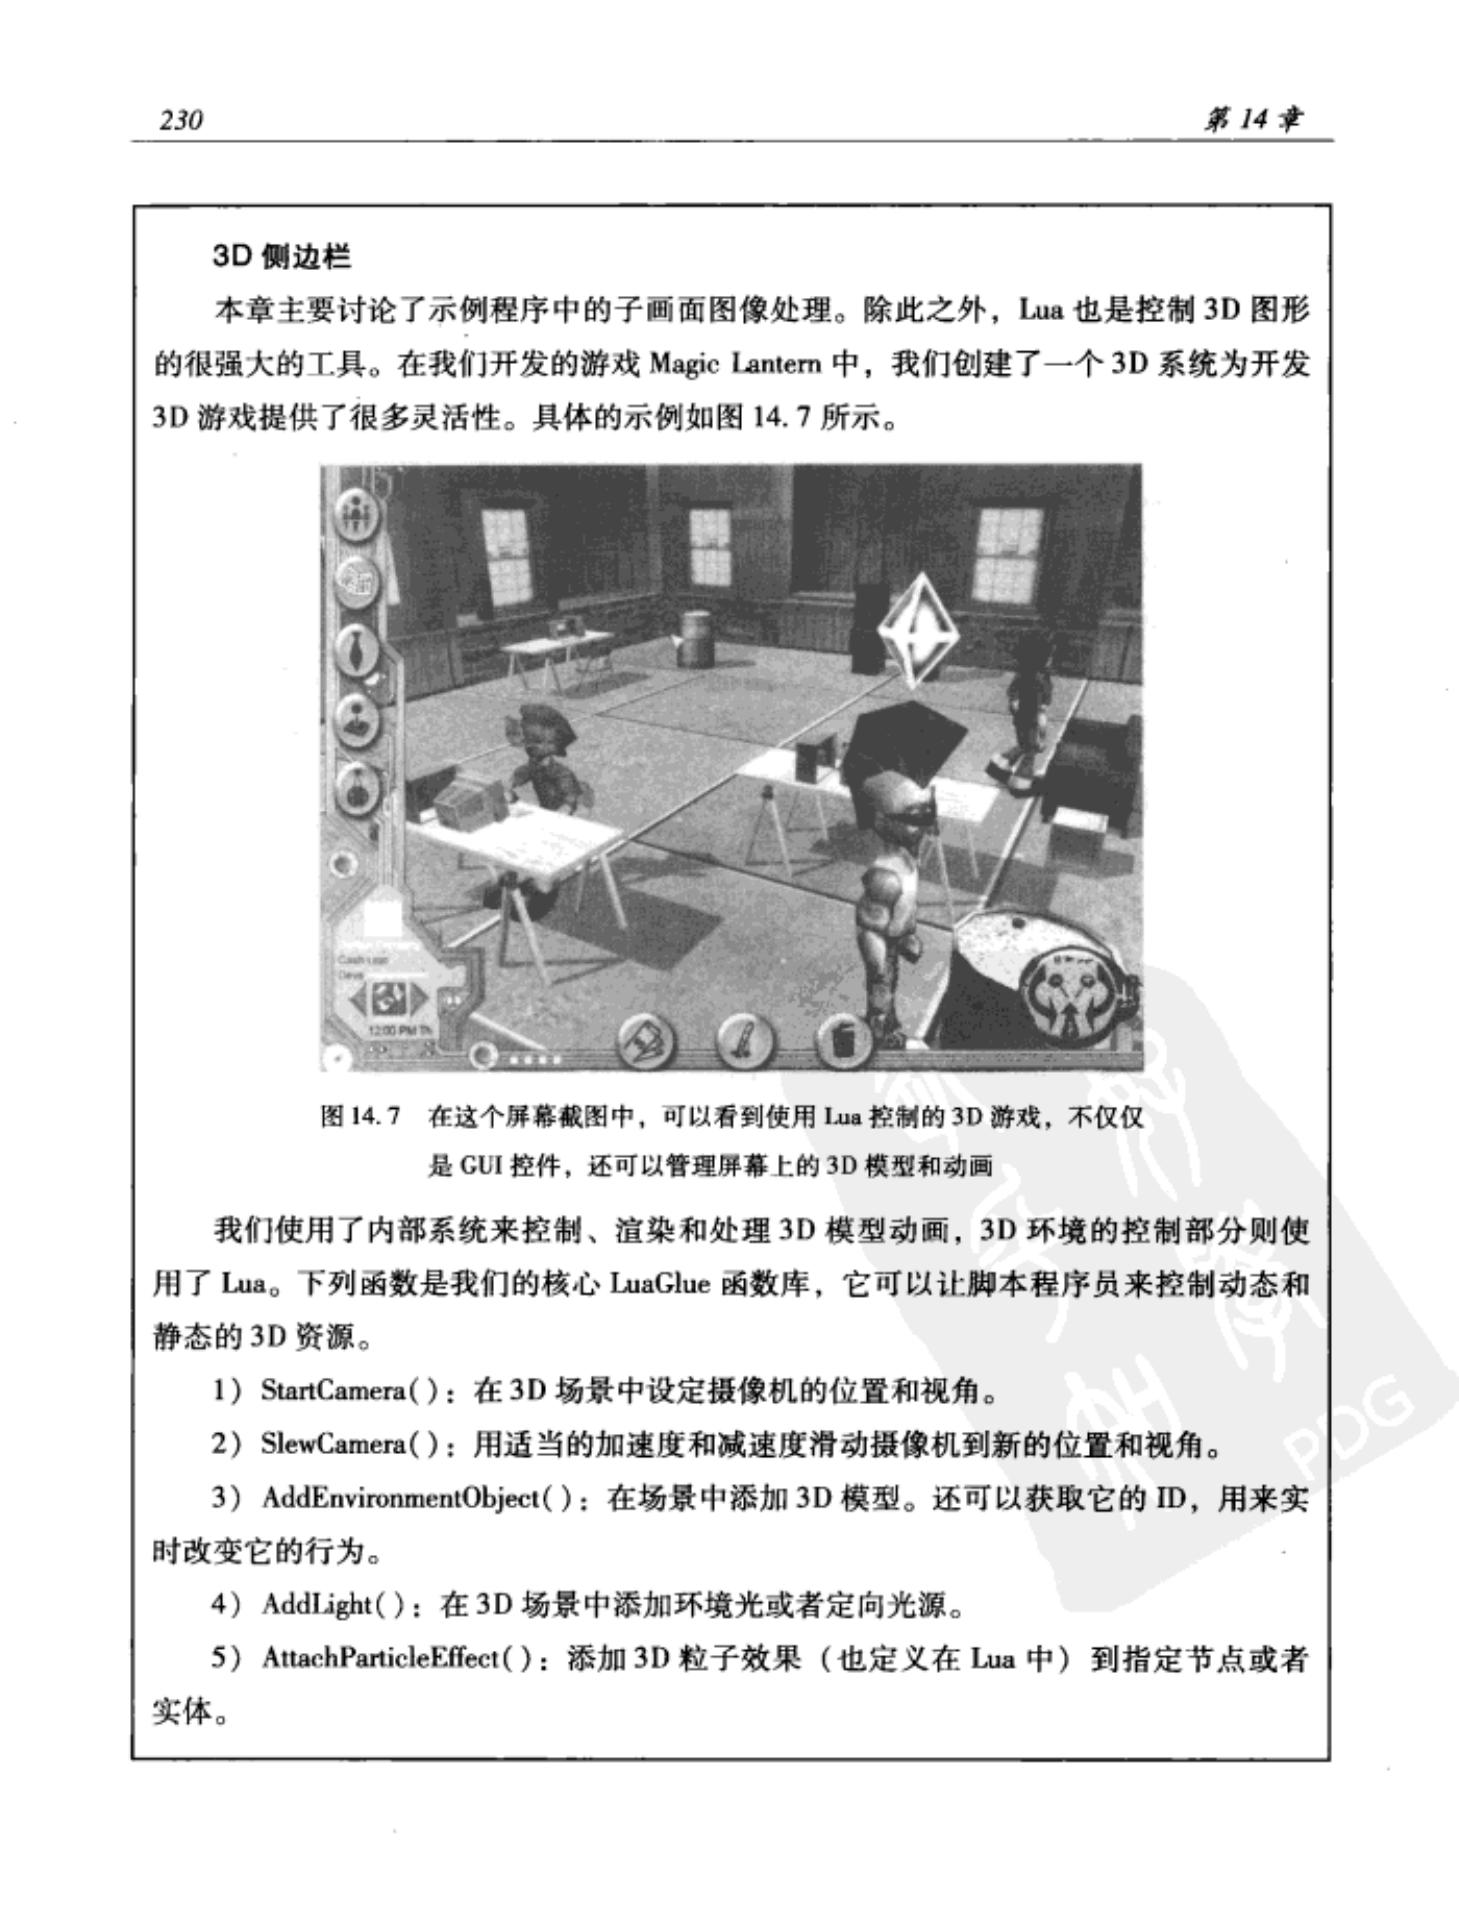 230
第 14 章
3D 侧边栏
本章主要讨论了示例程序中的子画面图像处理。除此之外，Lua 也是控制 3D 图形
的很强大的工具。在我们开发的游戏 Magic Lantern 中，我们创建了一个 3D 系统为开发
3D 游戏提供了很多灵活性。具体的示例如图 14.7 所示。
12:00 PM Th
图 14.7 在这个屏幕截图中，可以看到使用 Lua 控制的 3D 游戏，不仅仅
是 GUI 控件，还可以管理屏幕上的 3D 模型和动画
我们使用了内部系统来控制、渲染和处理 3D 模型动画，3D 环境的控制部分则使
用了 Lua。下列函数是我们的核心 LuaGlue 函数库，它可以让脚本程序员来控制动态和
静态的 3D 资源。
1）StartCamera()：在 3D 场景中设定摄像机的位置和视角。
2）SlewCamera()：用适当的加速度和减速度滑动摄像机到新的位置和视角。
3）AddEnvironmentObject()：在场景中添加 3D 模型。还可以获取它的 ID，用来实
时改变它的行为。
4）AddLight()：在 3D 场景中添加环境光或者定向光源。
5）AttachParticleEffect()：添加 3D 粒子效果（也定义在 Lua 中）到指定节点或者
实体。
PDG